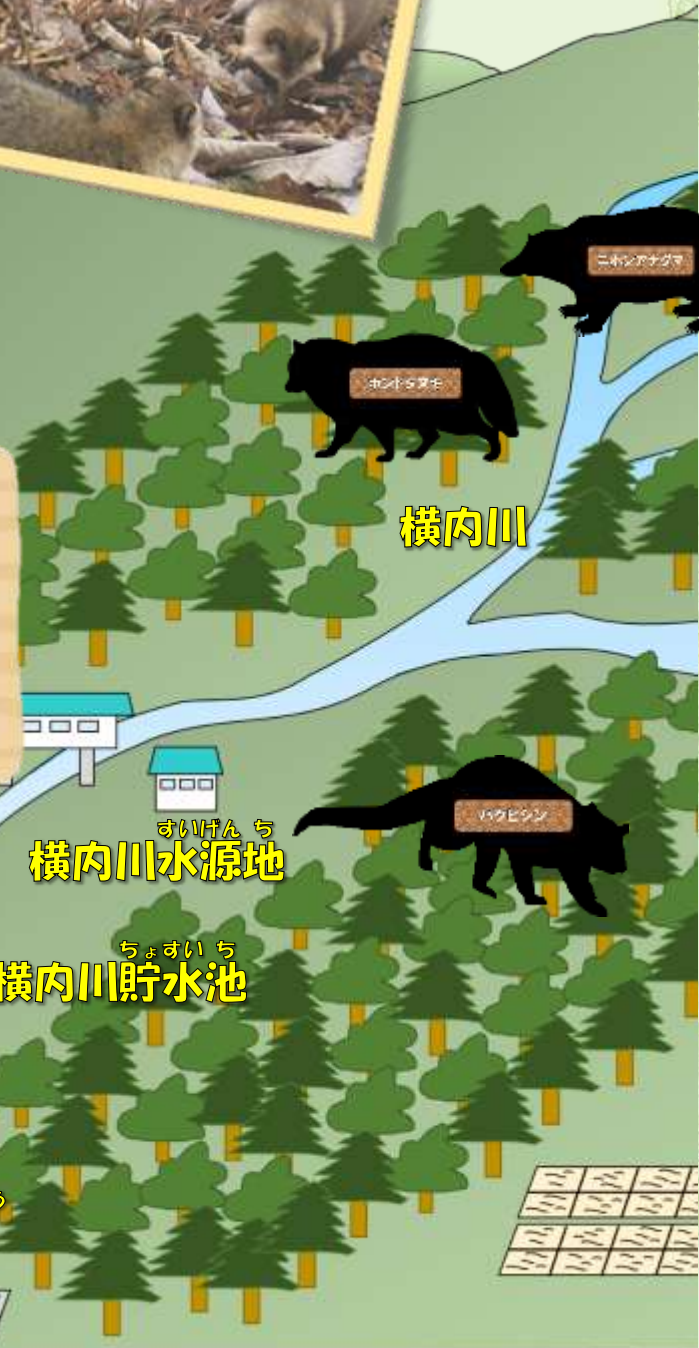 ニホンアナグマ
ホンドタヌキ
横内川
ハクビシン
すいげん ち
横内川水源地
ちょすい ち
横内川貯水池
う